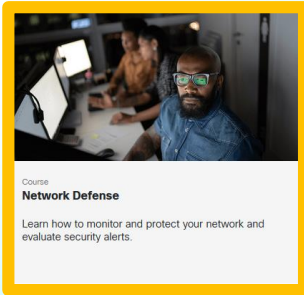 Course
Network Defense
Learn how to monitor and protect your network and
evaluate security alerts.